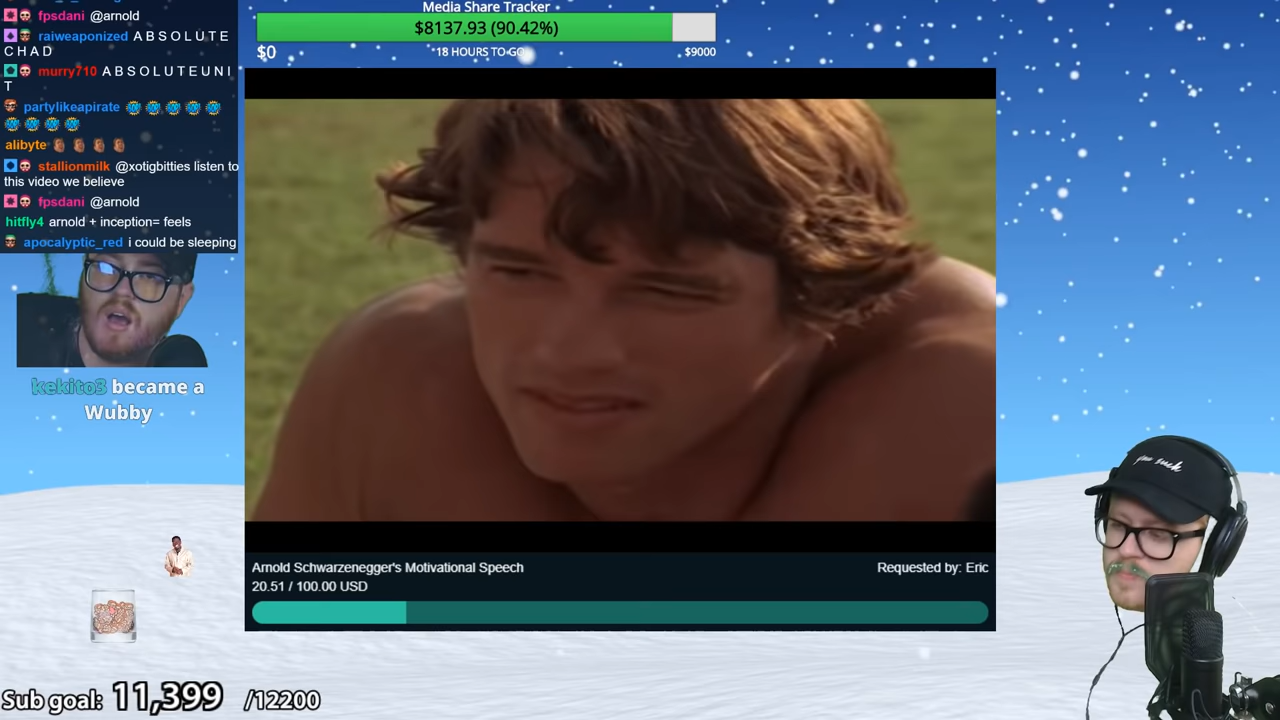 fpsdani @arnold
raiweaponized A B S O L U T E
C H A D
murry710 A B S O L U T E U N I
T
partylikeapirate
alibyte
stallionmilk @xotigbitties listen to
this video we believe
fpsdani @arnold
hitfly4 arnold + inception= feels
apocalyptic_red i could be sleeping
kekito3 became a
Wubby
Media Share Tracker
$8137.93 (90.42%)
$0
18 HOURS TO GO
$9000
Arnold Schwarzenegger's Motivational Speech
Requested by: Eric
20.51 / 100.00 USD
you suck
Sub goal: 11,399 /12200